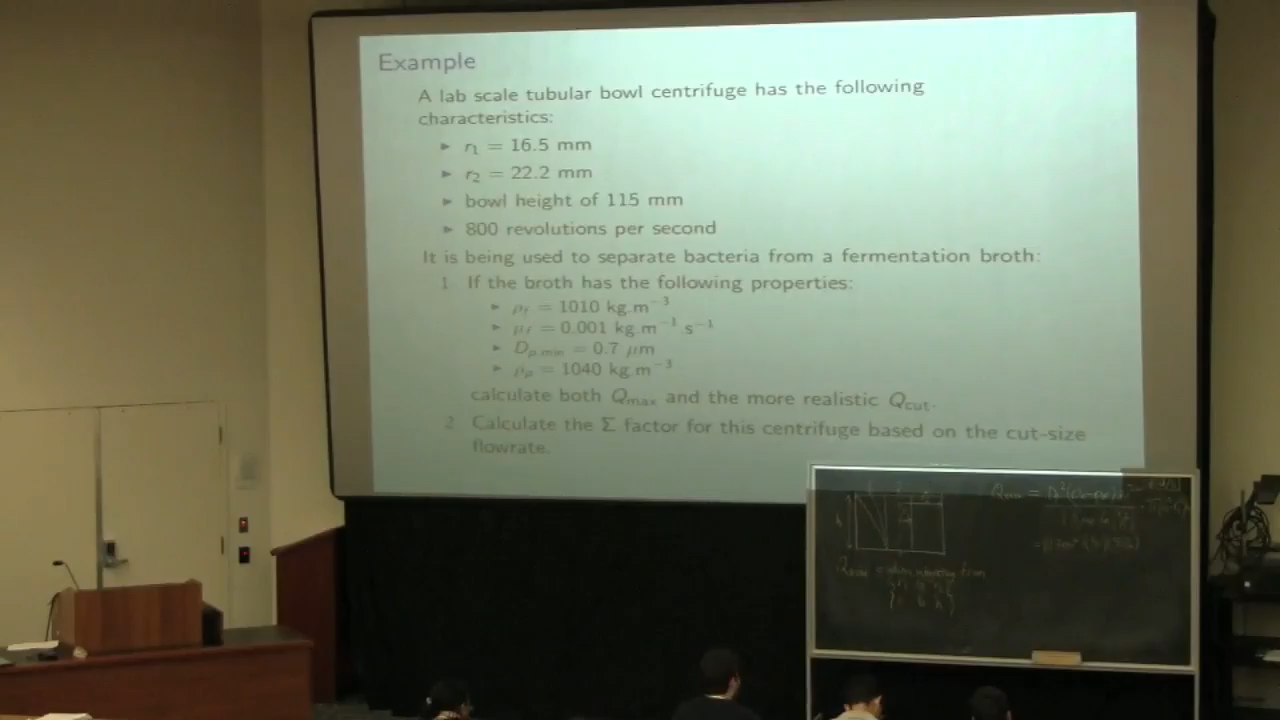 Example
A lab scale tubular bowl centrifuge has the following
characteristics:
► r₁ = 16.5 mm
► r₂ = 22.2 mm
► bowl height of 115 mm
► 800 revolutions per second
It is being used to separate bacteria from a fermentation broth:
1 If the broth has the following properties:
► ρf = 1010 kg.m⁻³
► μf = 0.001 kg.m⁻¹.s⁻¹
► Dp,min = 0.7 μm
► ρp = 1040 kg.m⁻³
calculate both Qmax and the more realistic Qcut.
2 Calculate the Σ factor for this centrifuge based on the cut-size
flowrate.